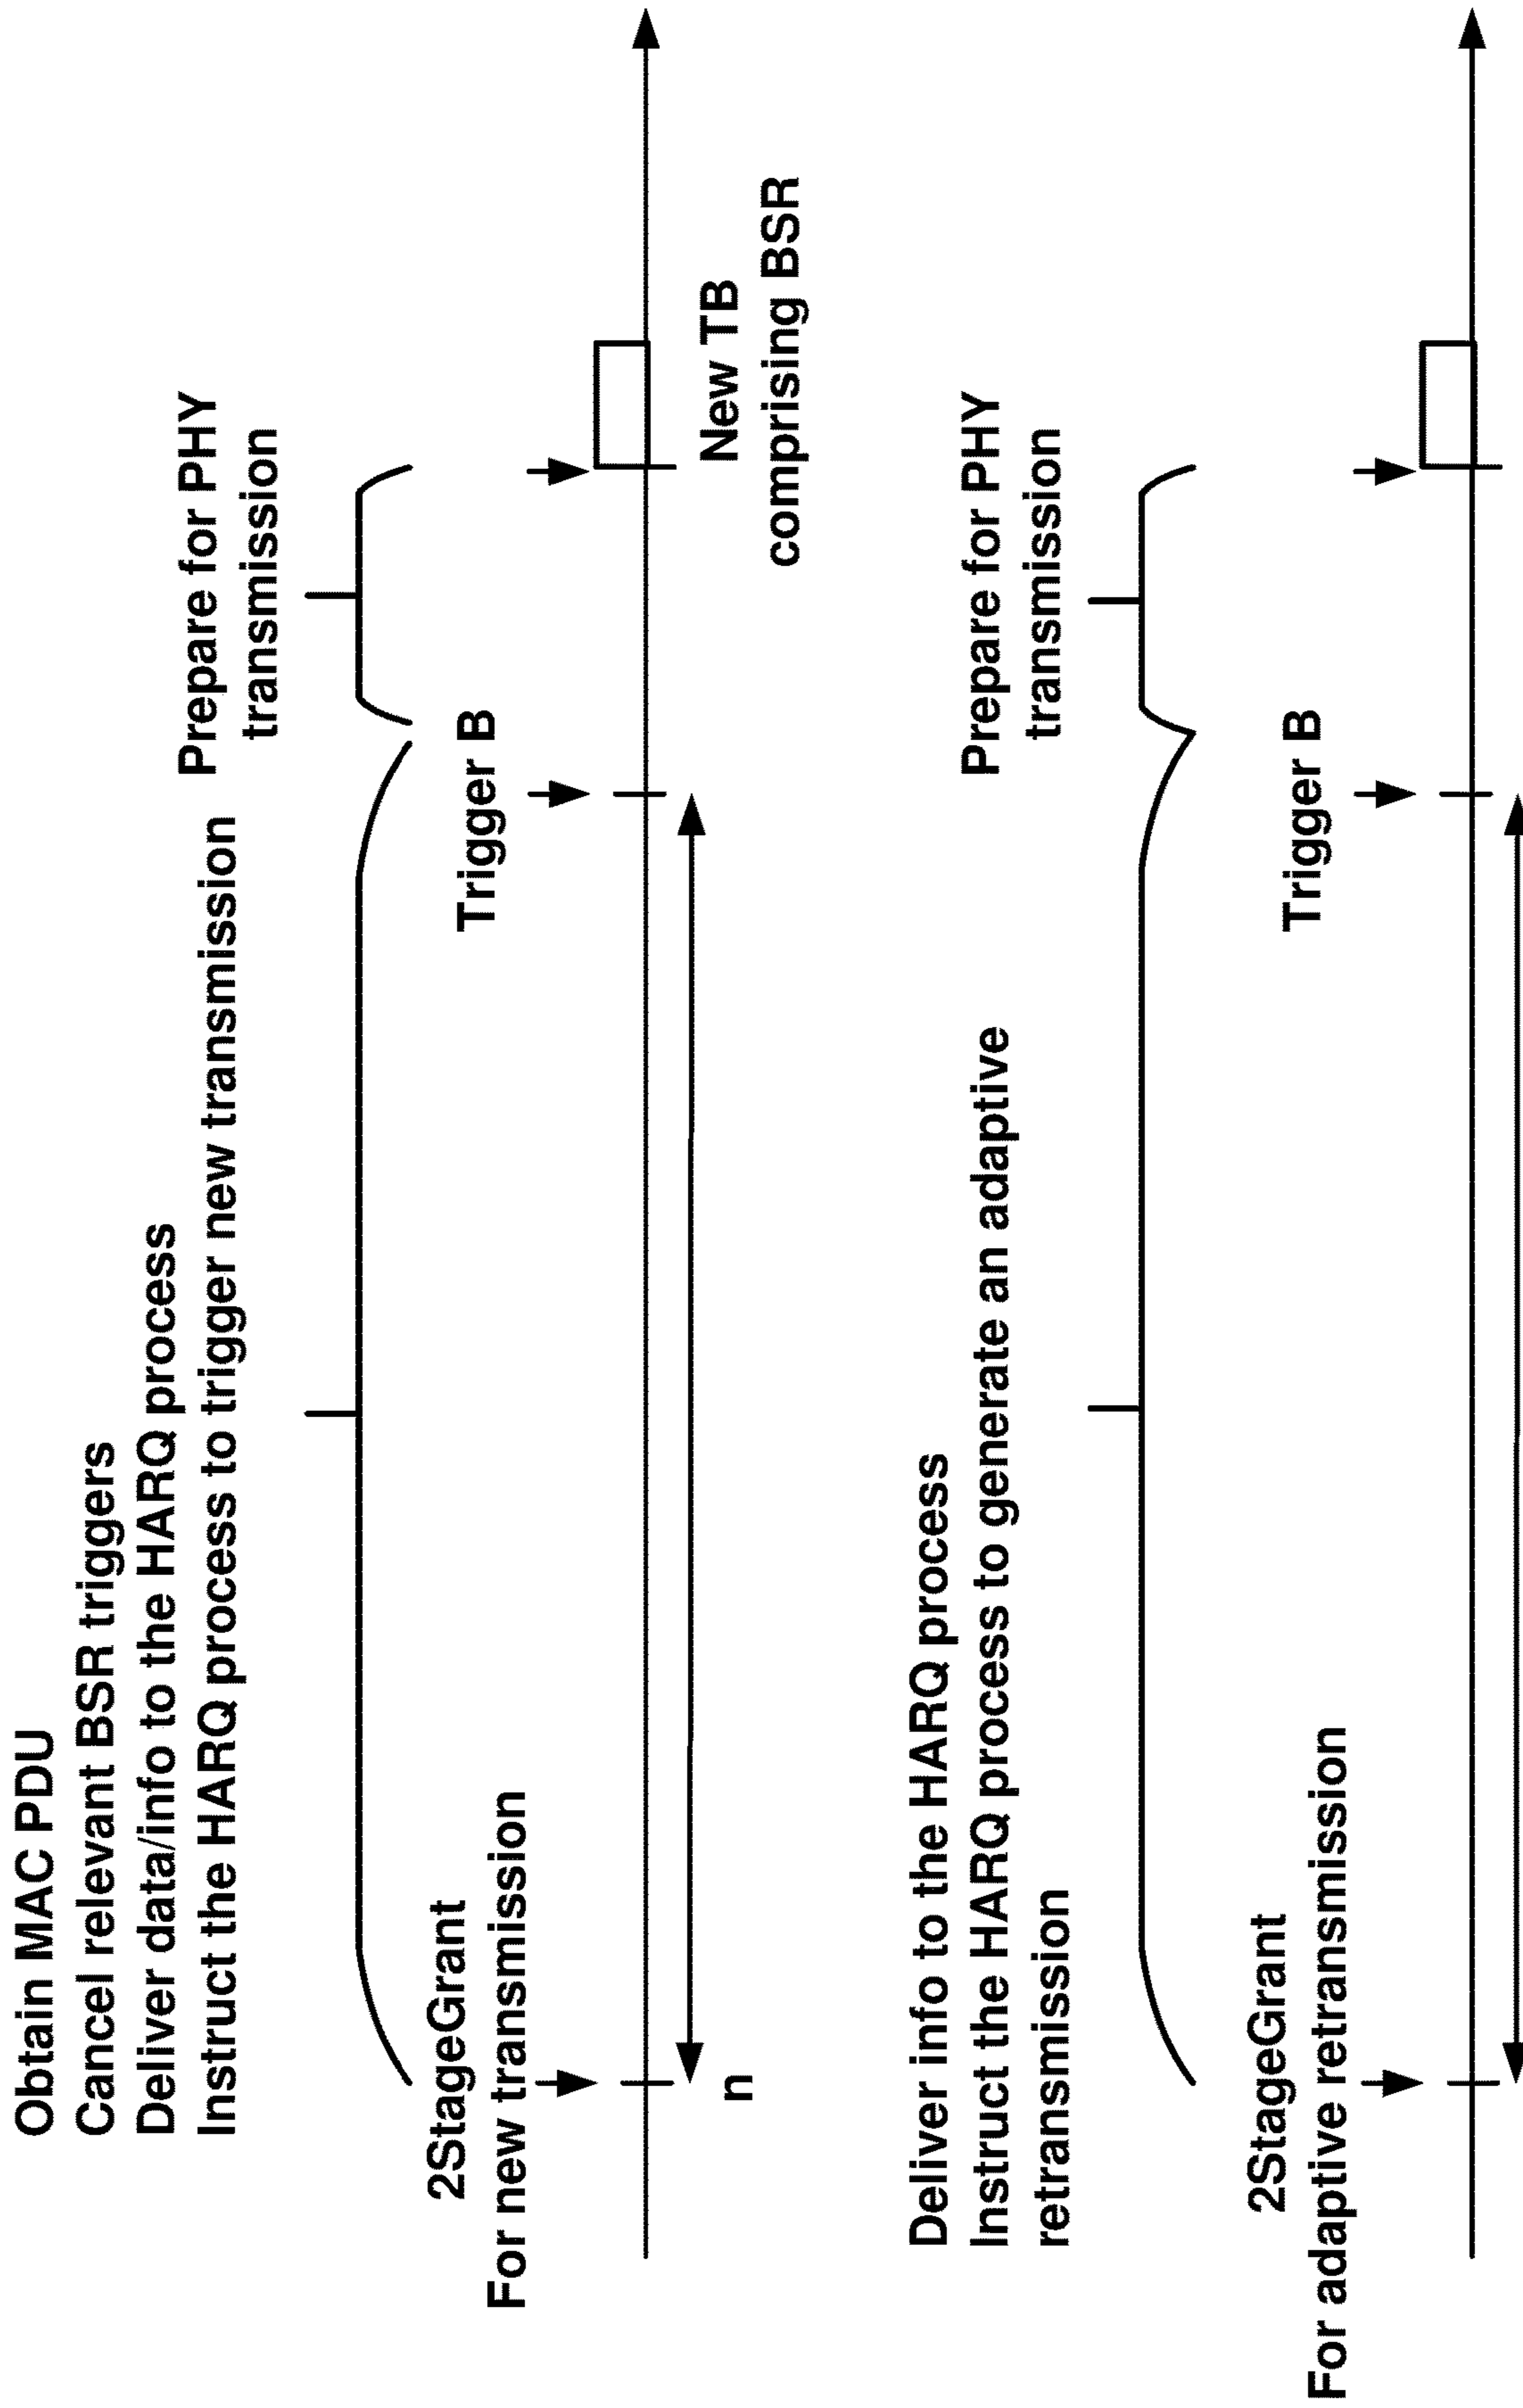 Obtain MAC PDU
Cancel relevant BSR triggers
Deliver data/info to the HARQ process
Instruct the HARQ process to trigger new transmission
Prepare for PHY
transmission
2StageGrant
For new transmission
Trigger B
n
New TB
comprising BSR
Deliver info to the HARQ process
Instruct the HARQ process to generate an adaptive
retransmission
Prepare for PHY
transmission
2StageGrant
For adaptive retransmission
Trigger B